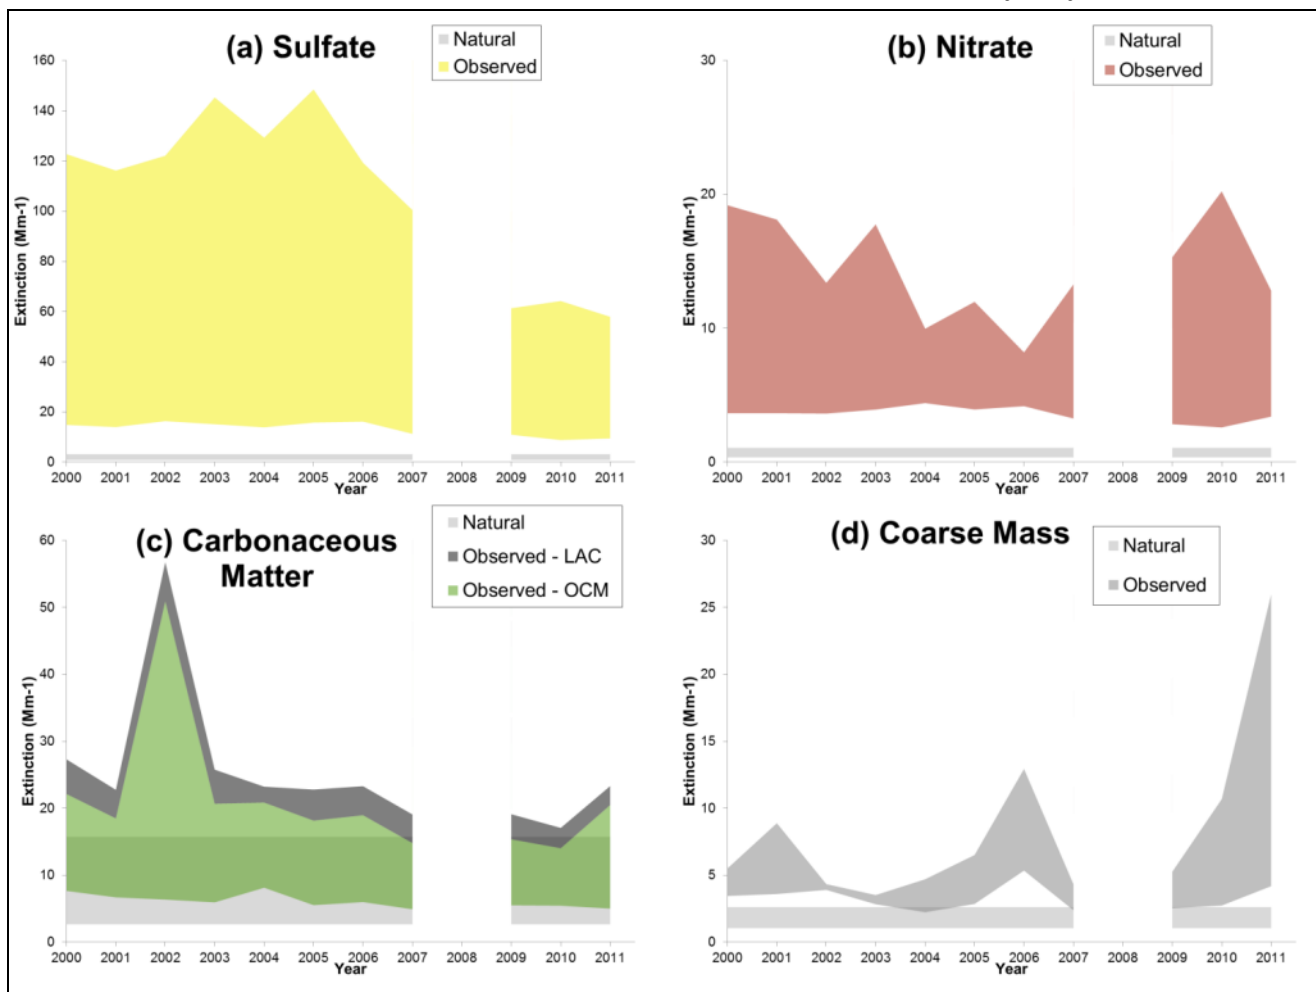 (a) Sulfate
Natural
Observed
160
140
120
100
80
60
40
20
0
Extinction (Mm-1)
2000 2001 2002 2003 2004 2005 2006 2007 2008 2009 2010 2011
Year
(b) Nitrate
Natural
Observed
30
20
10
0
Extinction (Mm-1)
2000 2001 2002 2003 2004 2005 2006 2007 2008 2009 2010 2011
Year
(c) Carbonaceous
Matter
Natural
Observed - LAC
Observed - OCM
60
50
40
30
20
10
0
Extinction (Mm-1)
2000 2001 2002 2003 2004 2005 2006 2007 2008 2009 2010 2011
Year
(d) Coarse Mass
Natural
Observed
30
25
20
15
10
5
0
Extinction (Mm-1)
2000 2001 2002 2003 2004 2005 2006 2007 2008 2009 2010 2011
Year